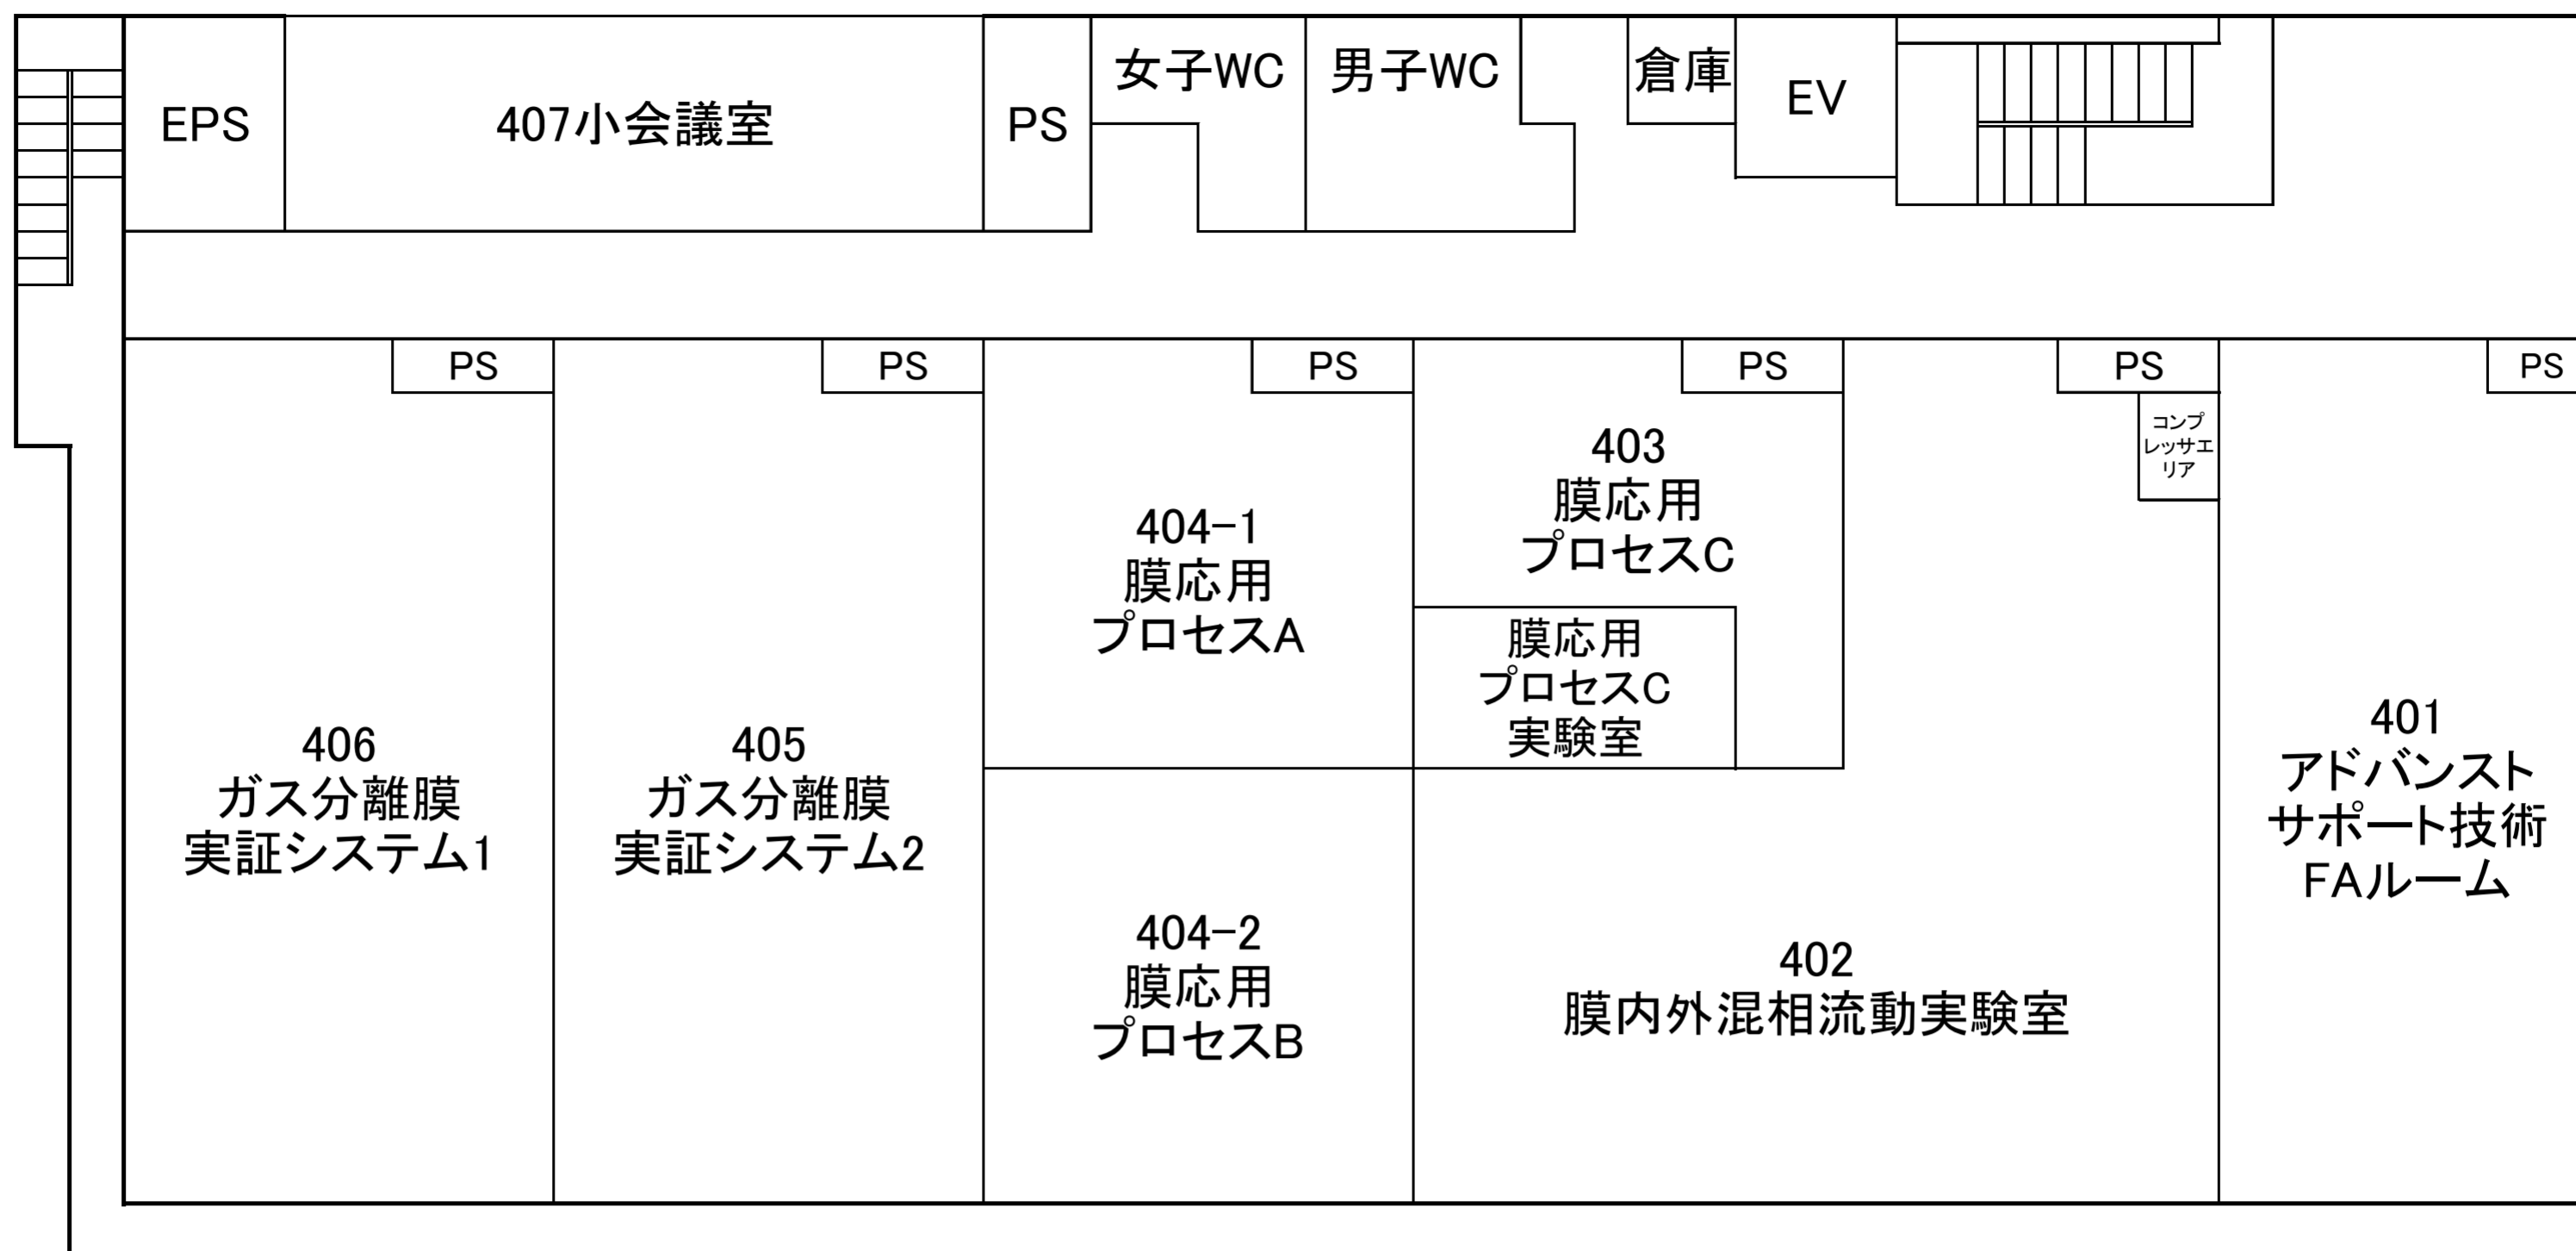 EPS
407小会議室
PS
女子WC
男子WC
倉庫
EV
PS
PS
PS
PS
PS
PS
コンプ
レッサエ
リア
406
ガス分離膜
実証システム1
405
ガス分離膜
実証システム2
404-1
膜応用
プロセスA
403
膜応用
プロセスC
膜応用
プロセスC
実験室
404-2
膜応用
プロセスB
402
膜内外混相流動実験室
401
アドバンスト
サポート技術
FAルーム